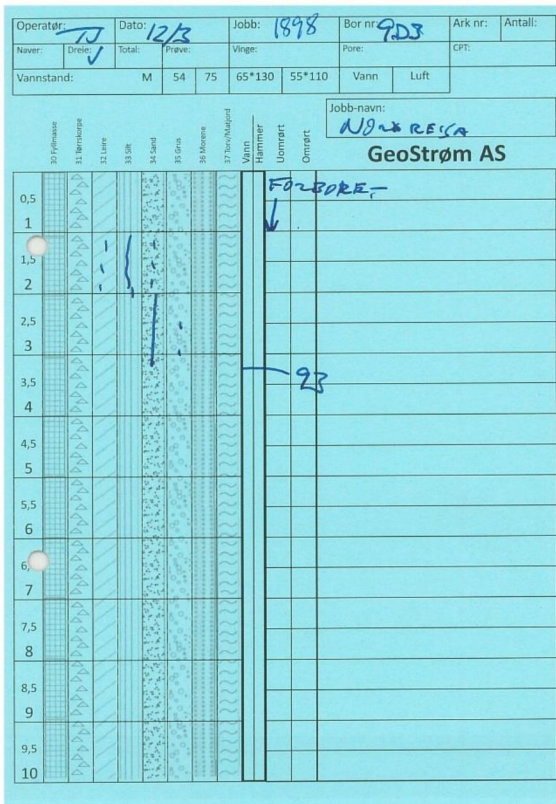 Operatør: TJ Dato: 12/3 Jobb: 1898 Bor nr: 9D3 Ark nr: Antall:
Naver: Dreie: ✓ Total: Prøve: Vinge: Pore: CPT:
Vannstand: M 54 75 65*130 55*110 Vann Luft
Jobb-navn:
GeoStrøm AS
30 Fyllmasse
31 Tørrskorpe
32 Leire
33 Silt
34 Sand
35 Grus
36 Morene
37 Torv/Matjord
Vann
Hammer
Uomrørt
Omrørt
FORBORE
0,5
1
1,5
2
2,5
3
93
3,5
4
4,5
5
5,5
6
6,
7
7,5
8
8,5
9
9,5
10